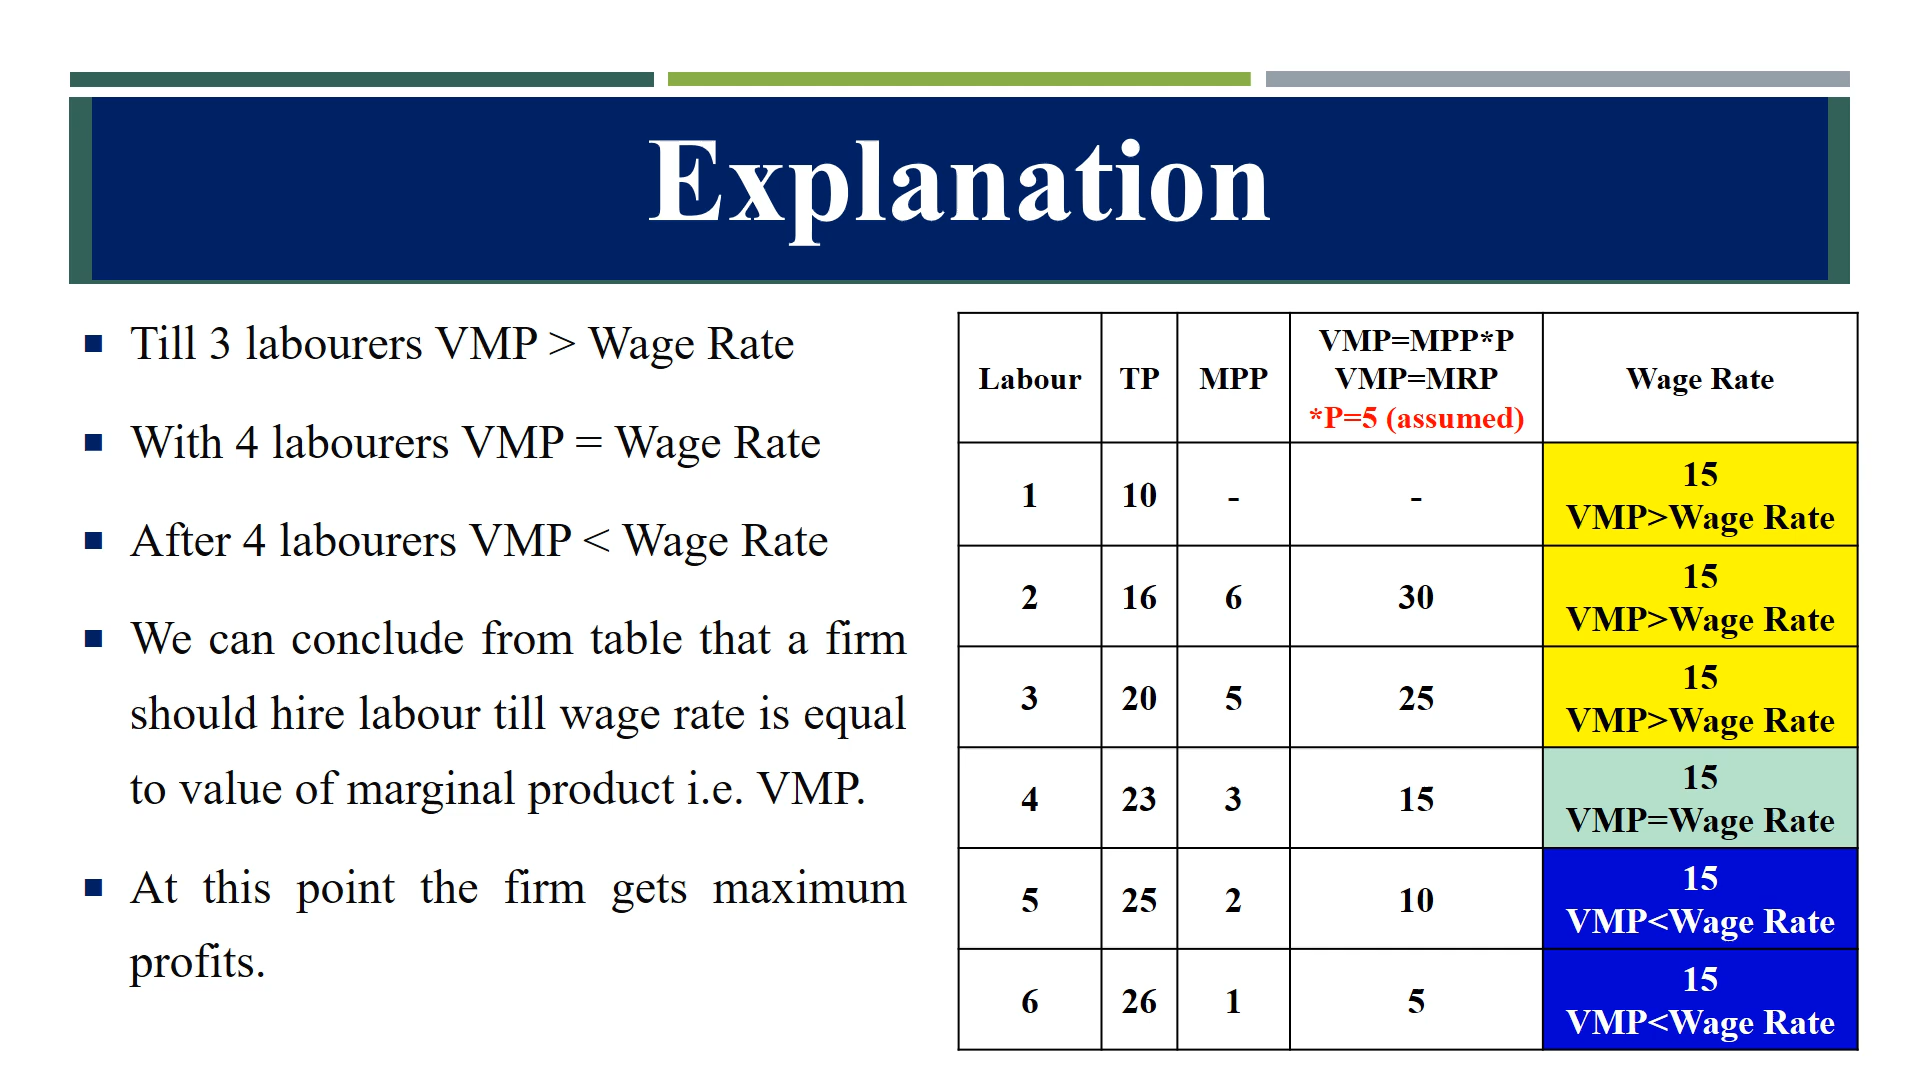 Explanation
Till 3 labourers VMP > Wage Rate
With 4 labourers VMP = Wage Rate
After 4 labourers VMP < Wage Rate
We can conclude from table that a firm
should hire labour till wage rate is equal
to value of marginal product i.e. VMP.
At this point the firm gets maximum
profits.
Labour TP MPP VMP=MPP*P
VMP=MRP
*P=5 (assumed) Wage Rate
1 10 - - 15
VMP>Wage Rate
2 16 6 30 15
VMP>Wage Rate
3 20 5 25 15
VMP>Wage Rate
4 23 3 15 15
VMP=Wage Rate
5 25 2 10 15
VMP<Wage Rate
6 26 1 5 15
VMP<Wage Rate